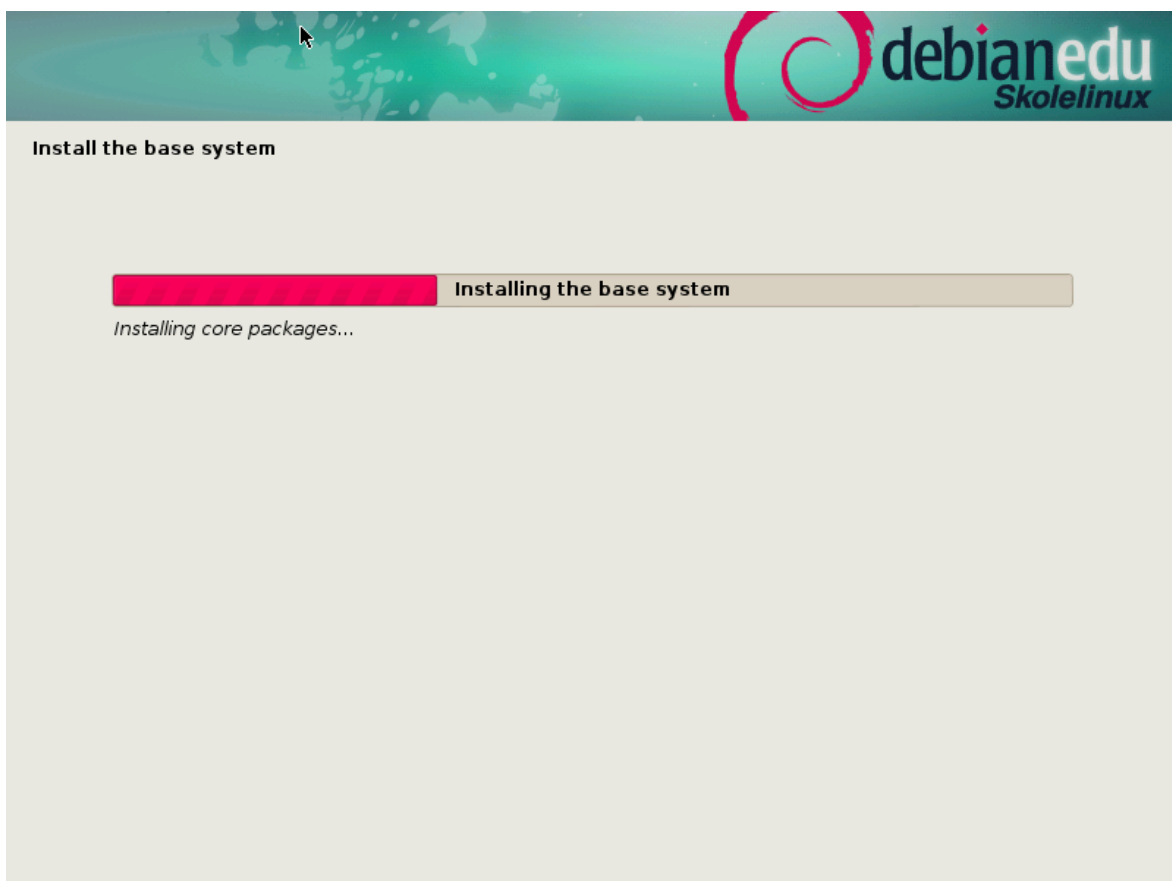 debianedu
Skolelinux
Install the base system
Installing the base system
Installing core packages...